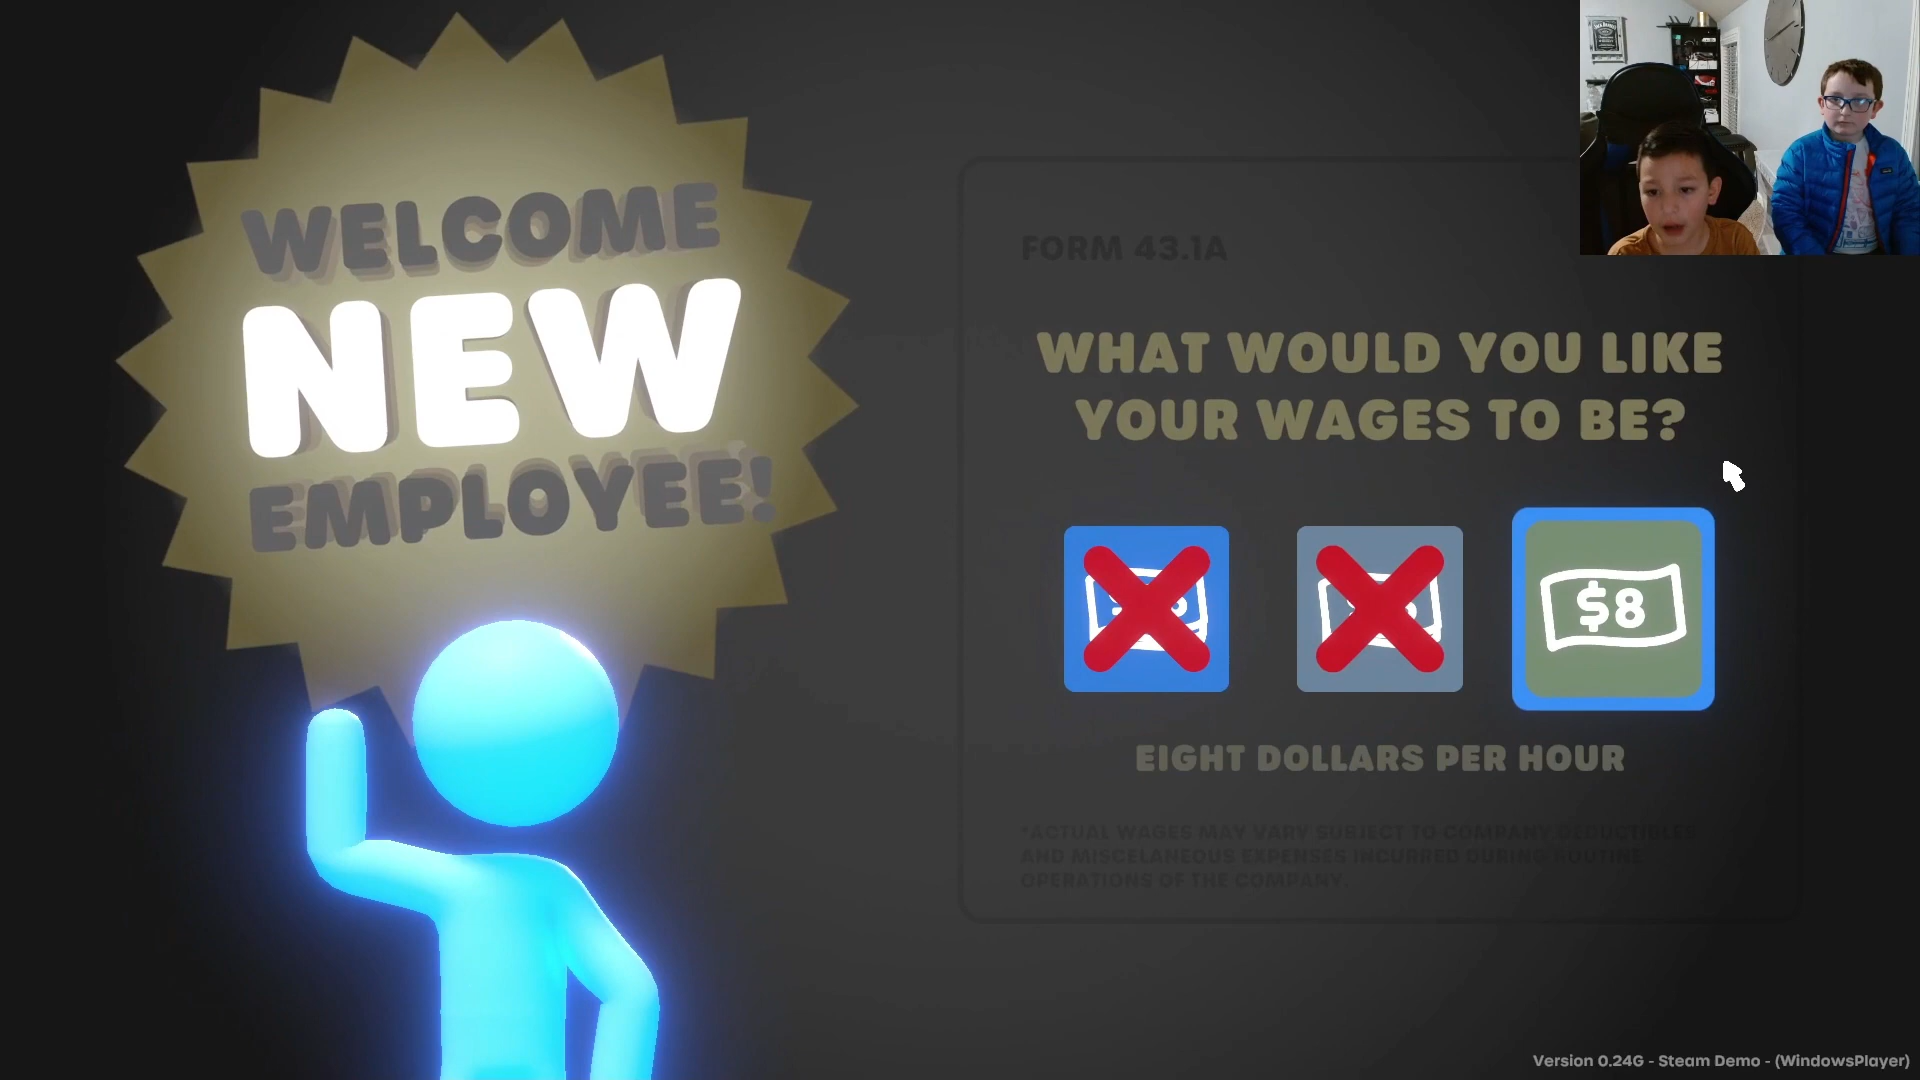 WELCOME
NEW
EMPLOYEE!
FORM 43.1A
WHAT WOULD YOU LIKE
YOUR WAGES TO BE?
$8
EIGHT DOLLARS PER HOUR
*ACTUAL WAGES MAY VARY SUBJECT TO COMPANY DEDUCTIBLES
AND MISCELANEOUS EXPENSES INCURRED DURING ROUTINE
OPERATIONS OF THE COMPANY.
Version 0.24G - Steam Demo - (WindowsPlayer)